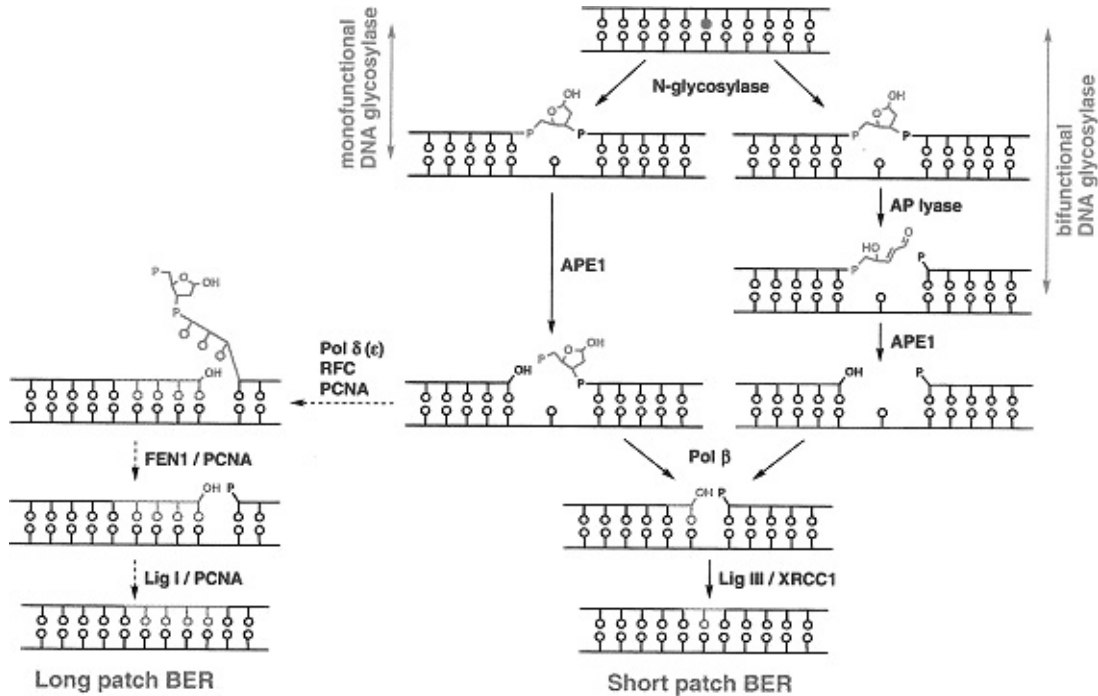 monofunctional
DNA glycosylase
N-glycosylase
bifunctional
DNA glycosylase
OH
O
P
P
OH
O
P
P
AP lyase
APE1
HO
O
P
P
P
O
OH
P
APE1
Pol δ (ε)
RFC
PCNA
OH
OH
P
O
OH
P
OH
P
Pol β
FEN1 / PCNA
OH
P
OH
P
Lig I / PCNA
Lig III / XRCC1
Long patch BER
Short patch BER